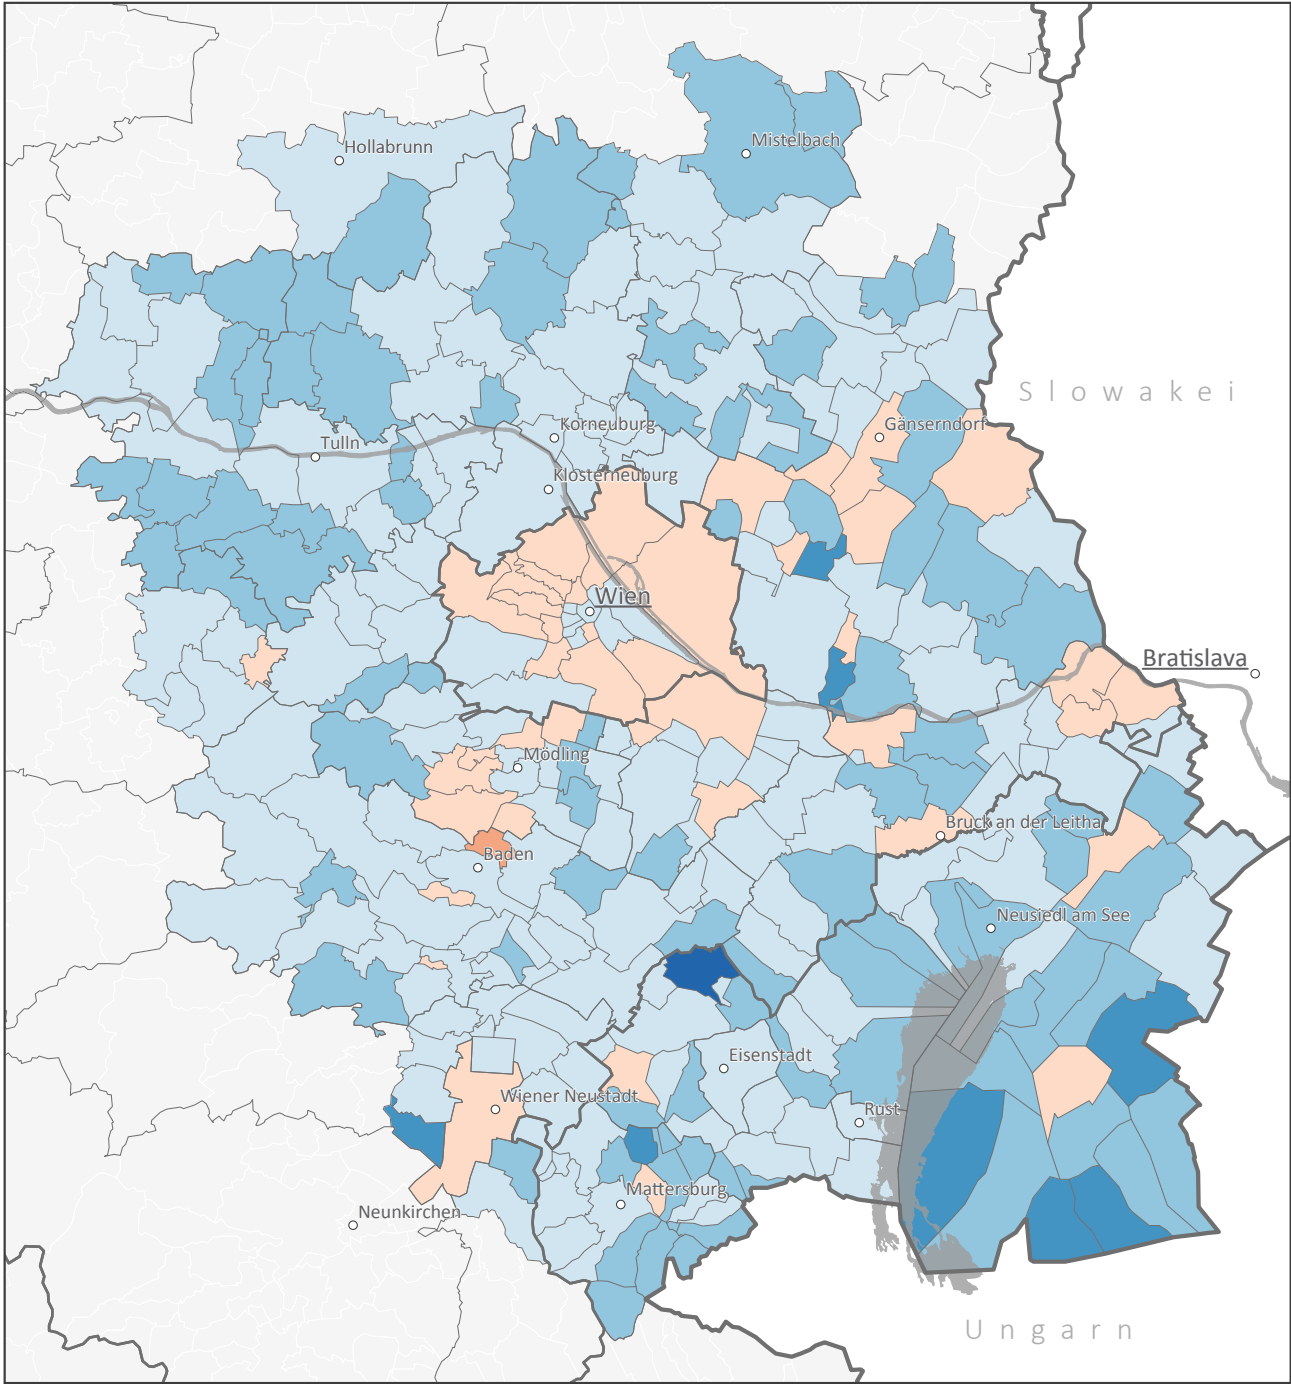 Mistelbach
Hollabrunn
Slowakei
Korneuburg
Gänserndorf
Tulln
Klosterneuburg
Wien
Bratislava
Mödling
Bruck an der Leitha
Baden
Neusiedl am See
Eisenstadt
Wiener Neustadt
Rust
Mattersburg
Neunkirchen
Ungarn